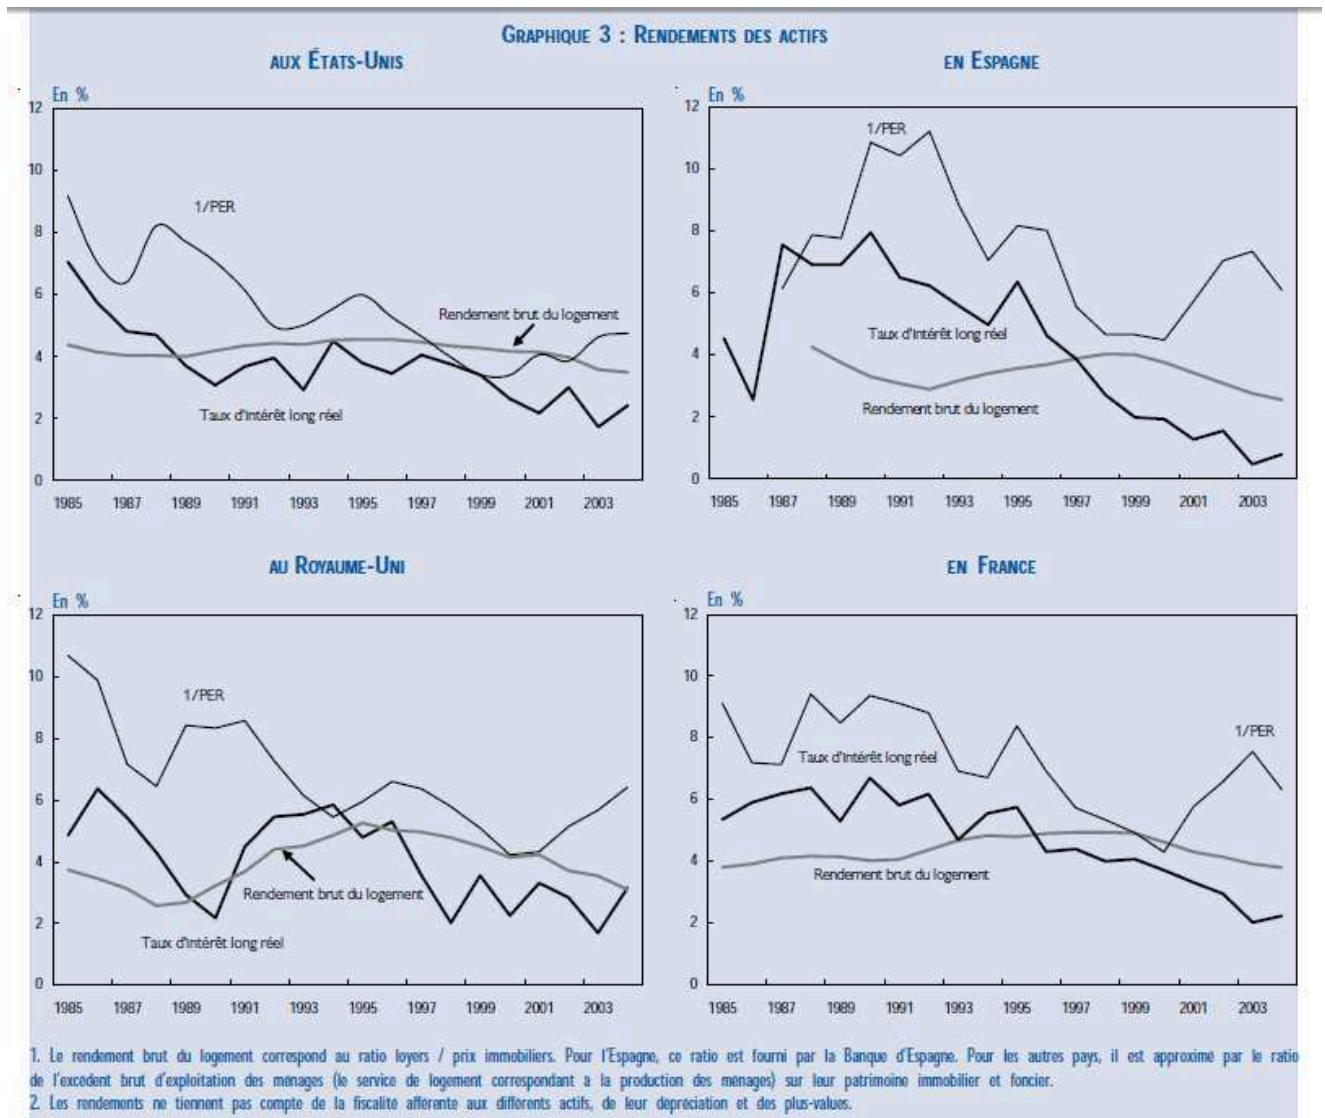 GRAPHIQUE 3 : RENDEMENTS DES ACTIFS
AUX ÉTATS-UNIS
En %
12
10
8
6
4
2
0
1/PER
Rendement brut du logement
Taux d'intérêt long réel
1985 1987 1989 1991 1993 1995 1997 1999 2001 2003
EN ESPAGNE
En %
12
10
8
6
4
2
0
1/PER
Taux d'intérêt long réel
Rendement brut du logement
1985 1987 1989 1991 1993 1995 1997 1999 2001 2003
AU ROYAUME-UNI
En %
12
10
8
6
4
2
0
1/PER
Rendement brut du logement
Taux d'intérêt long réel
1985 1987 1989 1991 1993 1995 1997 1999 2001 2003
EN FRANCE
En %
12
10
8
6
4
2
0
1/PER
Taux d'intérêt long réel
Rendement brut du logement
1985 1987 1989 1991 1993 1995 1997 1999 2001 2003
1. Le rendement brut du logement correspond au ratio loyers / prix immobiliers. Pour l'Espagne, ce ratio est fourni par la Banque d'Espagne. Pour les autres pays, il est approximé par le ratio
de l'excédent brut d'exploitation des ménages (le service de logement correspondant à la production des ménages) sur leur patrimoine immobilier et foncier.
2. Les rendements ne tiennent pas compte de la fiscalité afférente aux différents actifs, de leur dépréciation et des plus-values.